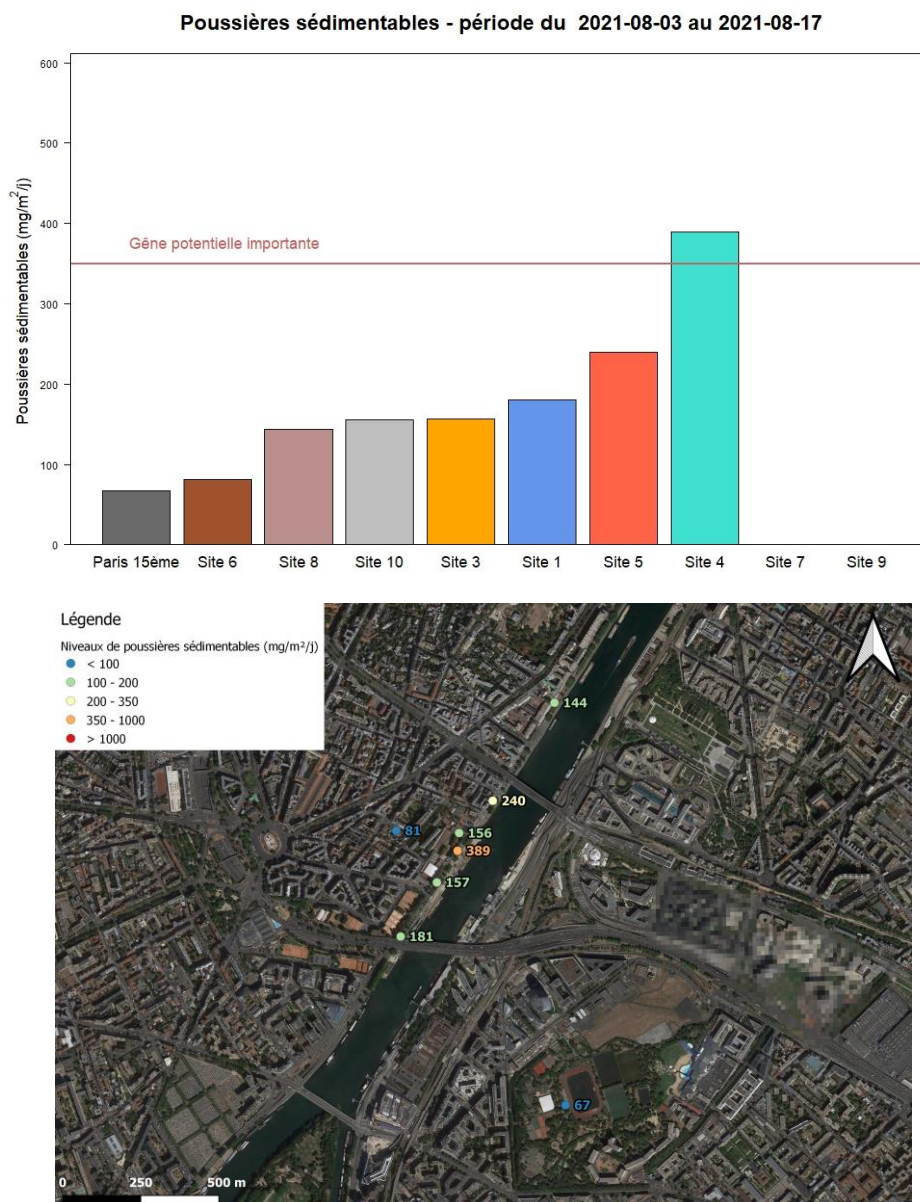 Poussières sédimentables - période du 2021-08-03 au 2021-08-17
Poussières sédimentables (mg/m²/j)
600
500
400
300
200
100
0
Gêne potentielle importante
Paris 15ème Site 6 Site 8 Site 10 Site 3 Site 1 Site 5 Site 4 Site 7 Site 9
Légende
Niveaux de poussières sédimentables (mg/m²/j)
< 100
100 - 200
200 - 350
350 - 1000
> 1000
144
240
81
156
389
157
181
67
0 250 500 m